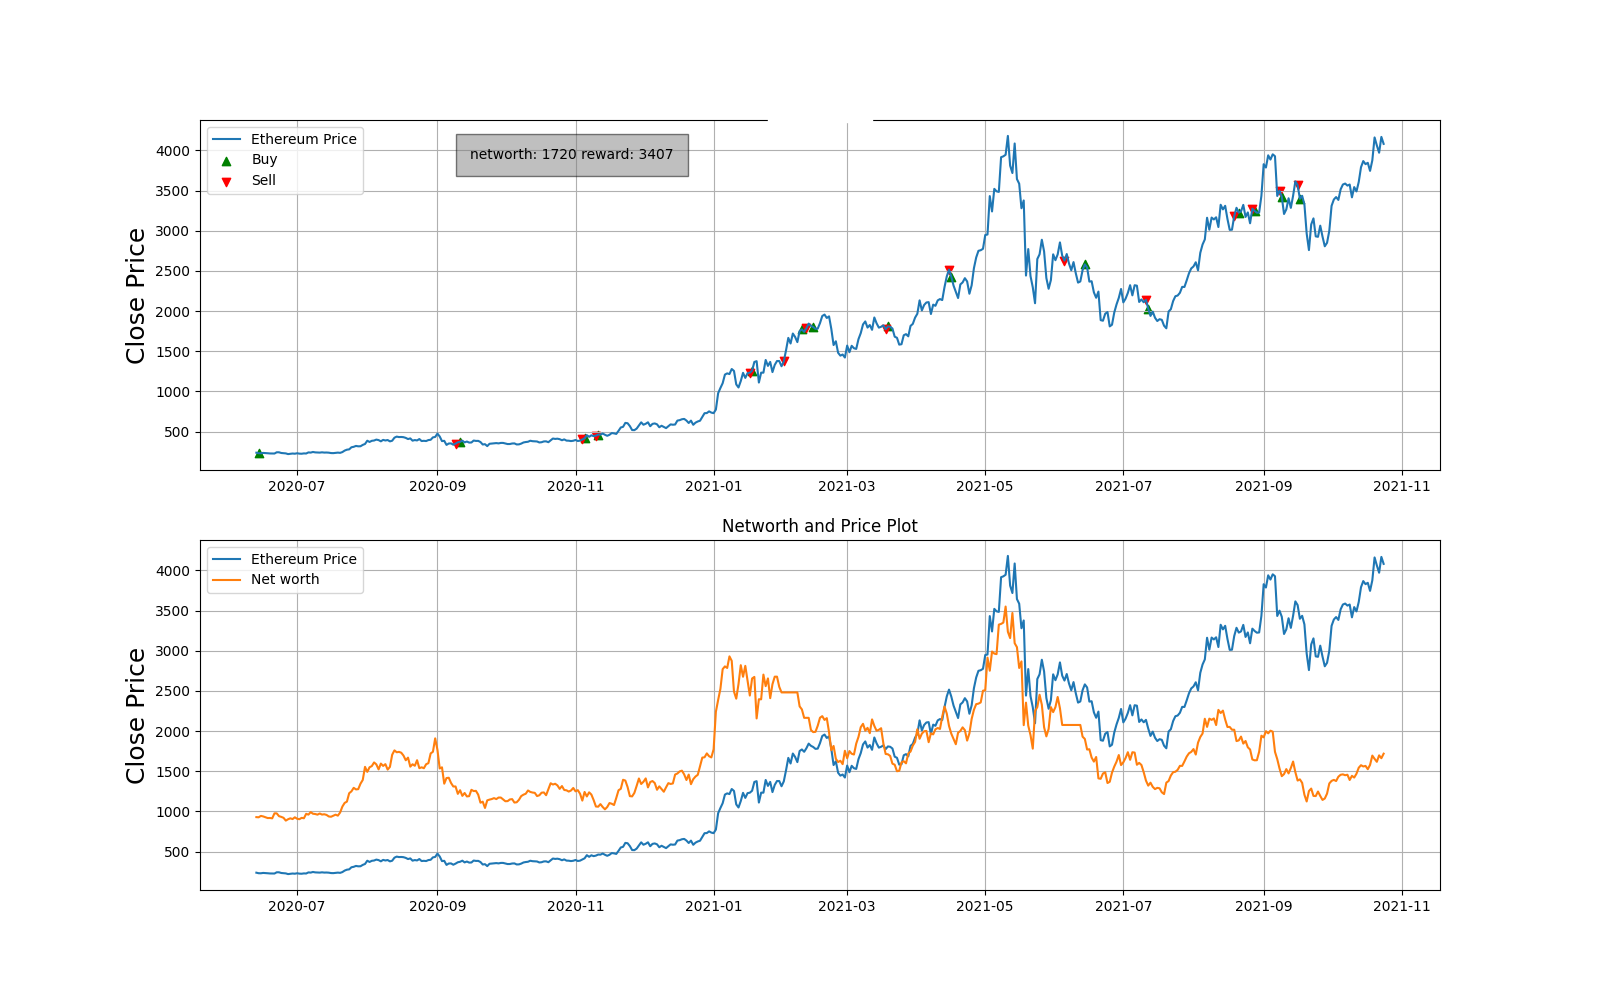 Ethereum Price
Buy
Sell
networth: 1720 reward: 3407
Close Price
4000
3500
3000
2500
2000
1500
1000
500
2020-07 2020-09 2020-11 2021-01 2021-03 2021-05 2021-07 2021-09 2021-11
Networth and Price Plot
Ethereum Price
Net worth
Close Price
4000
3500
3000
2500
2000
1500
1000
500
2020-07 2020-09 2020-11 2021-01 2021-03 2021-05 2021-07 2021-09 2021-11